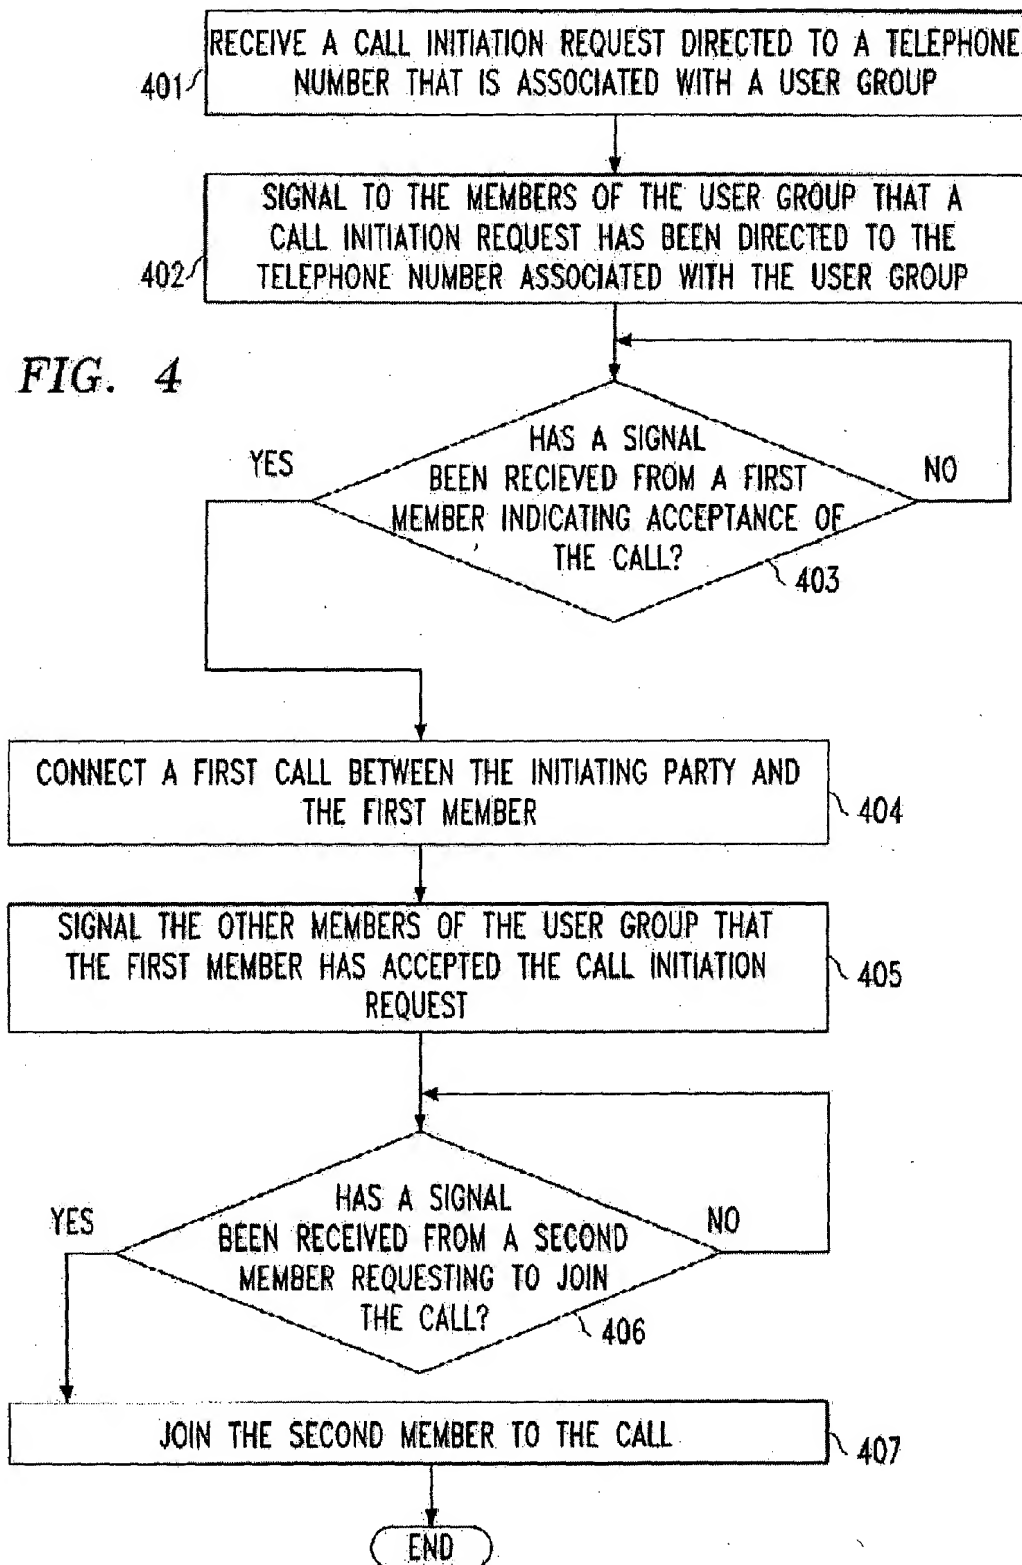 RECEIVE A CALL INITIATION REQUEST DIRECTED TO A TELEPHONE
NUMBER THAT IS ASSOCIATED WITH A USER GROUP
401
SIGNAL TO THE MEMBERS OF THE USER GROUP THAT A
CALL INITIATION REQUEST HAS BEEN DIRECTED TO THE
TELEPHONE NUMBER ASSOCIATED WITH THE USER GROUP
402
FIG. 4
HAS A SIGNAL
BEEN RECIEVED FROM A FIRST
MEMBER INDICATING ACCEPTANCE OF
THE CALL?
YES
NO
403
CONNECT A FIRST CALL BETWEEN THE INITIATING PARTY AND
THE FIRST MEMBER
404
SIGNAL THE OTHER MEMBERS OF THE USER GROUP THAT
THE FIRST MEMBER HAS ACCEPTED THE CALL INITIATION
REQUEST
405
HAS A SIGNAL
BEEN RECEIVED FROM A SECOND
MEMBER REQUESTING TO JOIN
THE CALL?
YES
NO
406
JOIN THE SECOND MEMBER TO THE CALL
407
END